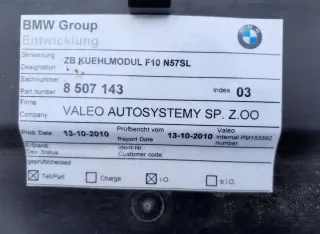 BMW Group
Entwicklung
Benennung
Designation ZB KUEHLMODUL F10 N57SL
Sachnummer
Part number 8 507 143 Index 03
Firma
Company VALEO AUTOSYSTEMY SP. Z.OO
Prod. Date: 13-10-2010 Prüfbericht vom Report Date 13-10-2010 Valeo internal PM153582 number
E-Stand:
Dev. Status: Ident-Nr.
Customer-Nr.
geprüft/checked
Teil/Part Charge i.O. n.i.O.